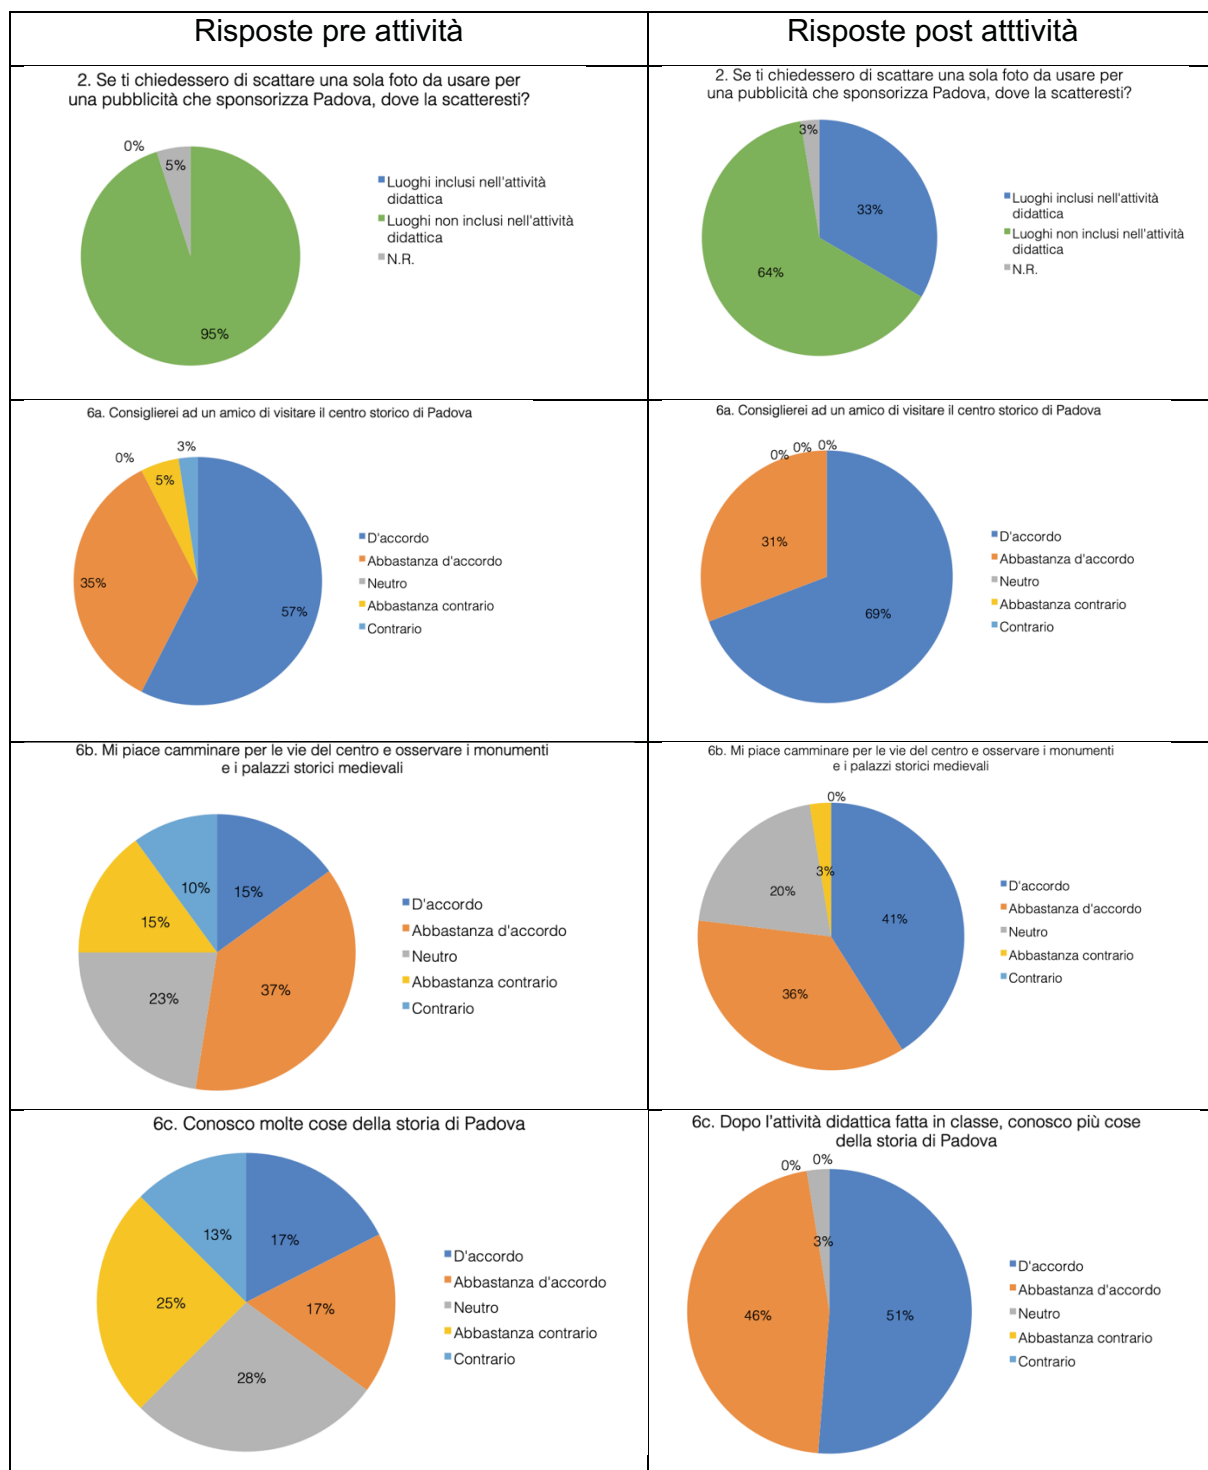 Risposte pre attività
Risposte post atttività
2. Se ti chiedessero di scattare una sola foto da usare per
una pubblicità che sponsorizza Padova, dove la scatteresti?
0%
5%
95%
Luoghi inclusi nell'attività
didattica
Luoghi non inclusi nell'attività
didattica
N.R.
2. Se ti chiedessero di scattare una sola foto da usare per
una pubblicità che sponsorizza Padova, dove la scatteresti?
3%
33%
64%
Luoghi inclusi nell'attività
didattica
Luoghi non inclusi nell'attività
didattica
N.R.
6a. Consiglierei ad un amico di visitare il centro storico di Padova
3%
0%
5%
35%
57%
D'accordo
Abbastanza d'accordo
Neutro
Abbastanza contrario
Contrario
6a. Consiglierei ad un amico di visitare il centro storico di Padova
0% 0% 0%
31%
69%
D'accordo
Abbastanza d'accordo
Neutro
Abbastanza contrario
Contrario
6b. Mi piace camminare per le vie del centro e osservare i monumenti
e i palazzi storici medievali
10%
15%
15%
37%
23%
D'accordo
Abbastanza d'accordo
Neutro
Abbastanza contrario
Contrario
6b. Mi piace camminare per le vie del centro e osservare i monumenti
e i palazzi storici medievali
0%
3%
20%
41%
36%
D'accordo
Abbastanza d'accordo
Neutro
Abbastanza contrario
Contrario
6c. Conosco molte cose della storia di Padova
13%
17%
25%
17%
28%
D'accordo
Abbastanza d'accordo
Neutro
Abbastanza contrario
Contrario
6c. Dopo l'attività didattica fatta in classe, conosco più cose
della storia di Padova
0%
0%
3%
46%
51%
D'accordo
Abbastanza d'accordo
Neutro
Abbastanza contrario
Contrario